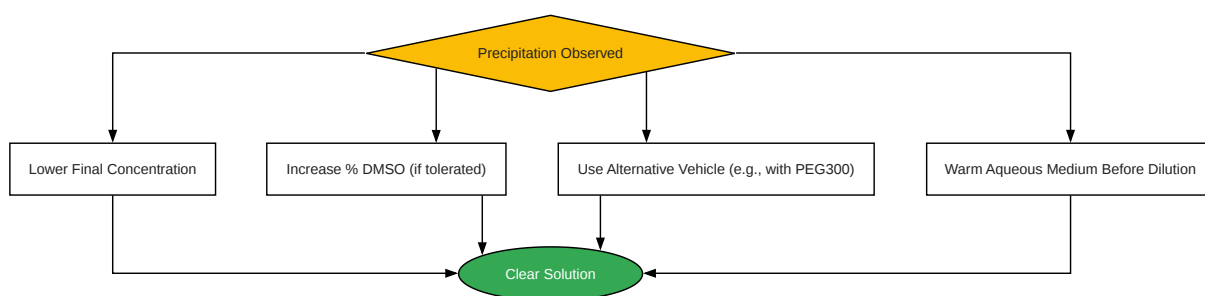 Precipitation Observed
Lower Final Concentration
Increase % DMSO (if tolerated)
Use Alternative Vehicle (e.g., with PEG300)
Warm Aqueous Medium Before Dilution
Clear Solution